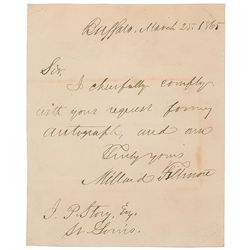 Buffalo, March 25. 1865
Sir,
I cheerfully comply
with your request for my
autograph, and am
Truly yours
Millard Fillmore
J. P. Story, Esq.
St. Louis.